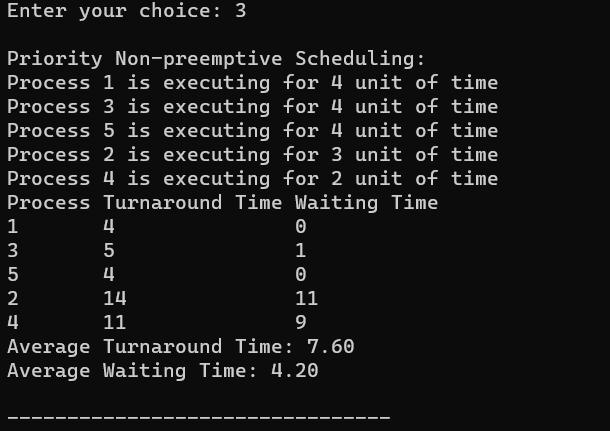 Enter your choice: 3
Priority Non-preemptive Scheduling:
Process 1 is executing for 4 unit of time
Process 3 is executing for 4 unit of time
Process 5 is executing for 4 unit of time
Process 2 is executing for 3 unit of time
Process 4 is executing for 2 unit of time
Process Turnaround Time Waiting Time
1 4 0
3 5 1
5 4 0
2 14 11
4 11 9
Average Turnaround Time: 7.60
Average Waiting Time: 4.20
--------------------------------